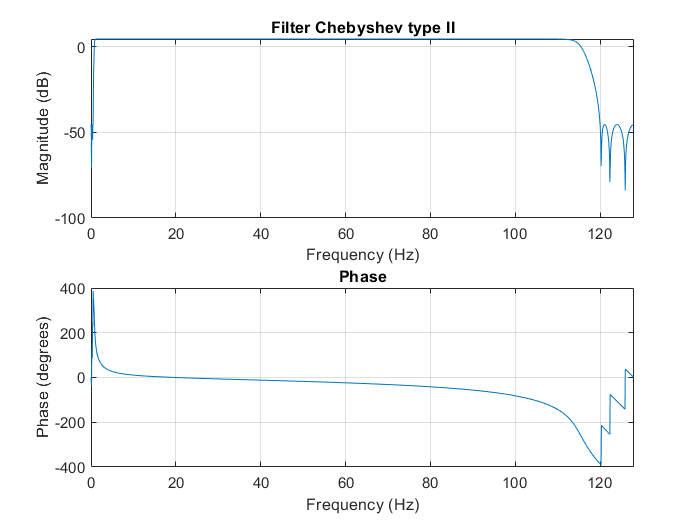 Filter Chebyshev type II
0
-50
-100
Magnitude (dB)
0 20 40 60 80 100 120
Frequency (Hz)
Phase
400
200
0
-200
-400
Phase (degrees)
0 20 40 60 80 100 120
Frequency (Hz)